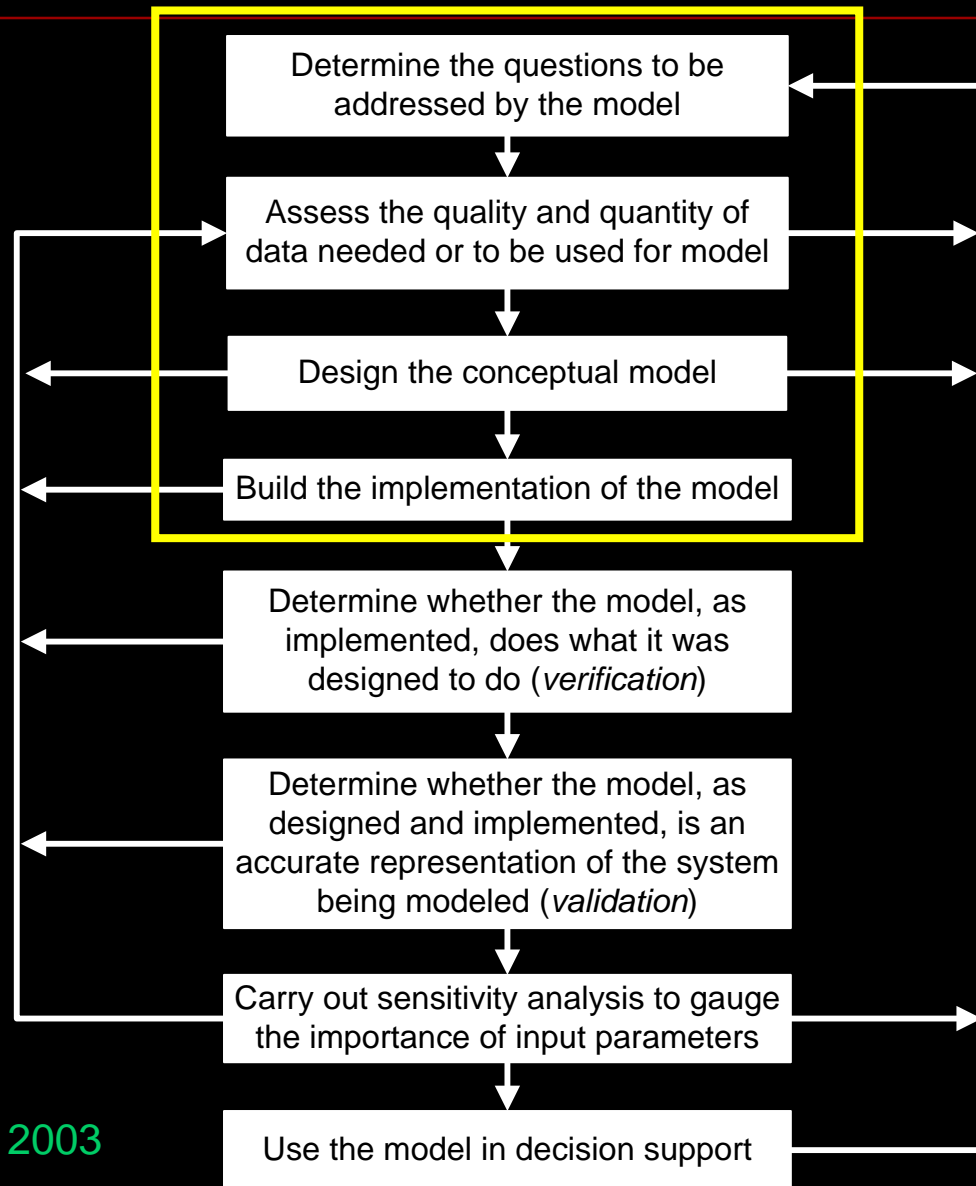 Determine the questions to be
addressed by the model
Assess the quality and quantity of
data needed or to be used for model
Design the conceptual model
Build the implementation of the model
Determine whether the model, as
implemented, does what it was
designed to do (verification)
Determine whether the model, as
designed and implemented, is an
accurate representation of the system
being modeled (validation)
Carry out sensitivity analysis to gauge
the importance of input parameters
Use the model in decision support
2003